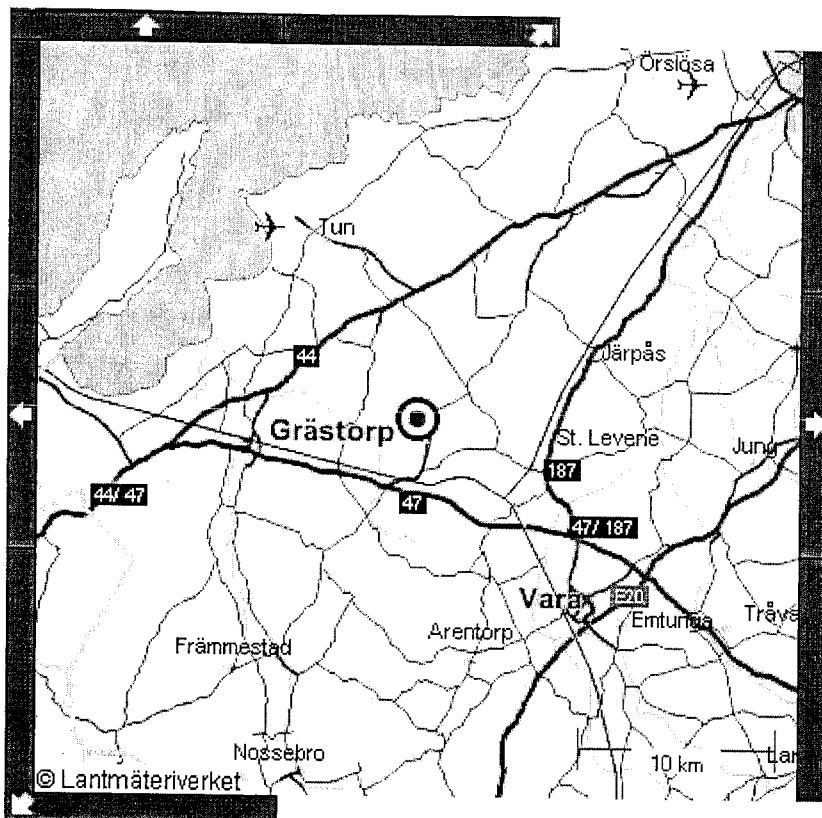 Örslösa
Tun
44
Järpås
Grästorp
St. Levene
Jung
187
44/ 47
47
47/ 187
Vara
E20
Emtunga
Arentorp
Främmestad
Nossebro
10 km
© Lantmäteriverket